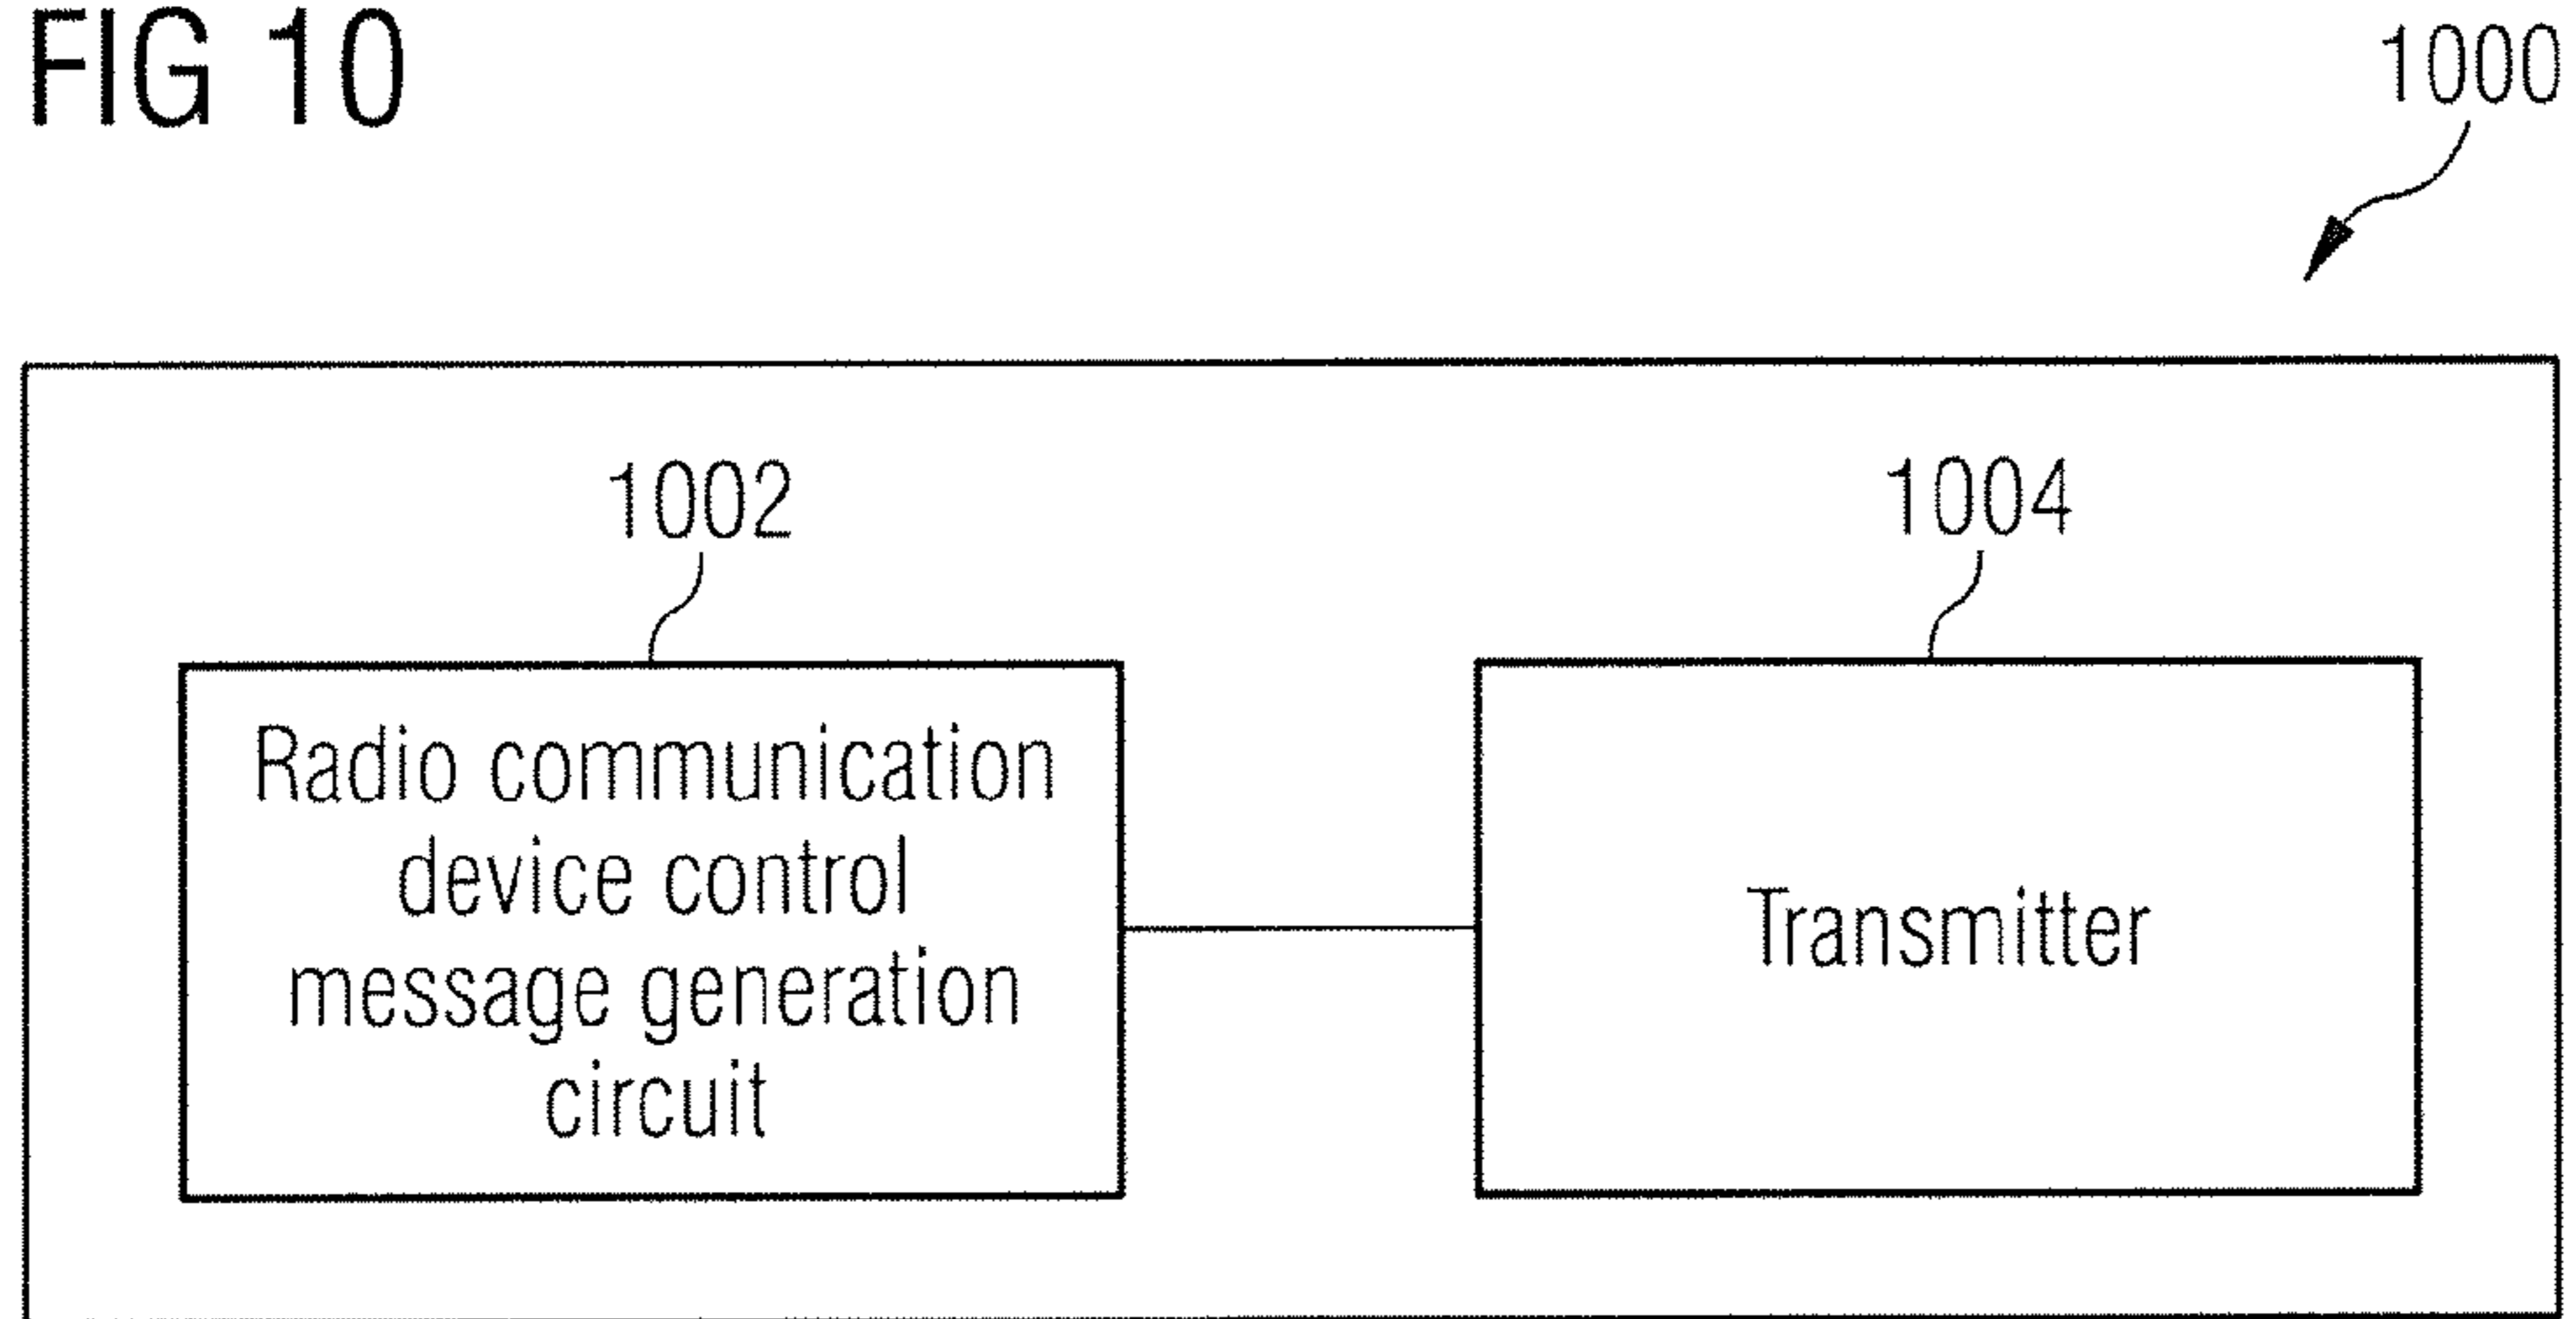 FIG 10
1000
1002
1004
Radio communication
device control
message generation
circuit
Transmitter